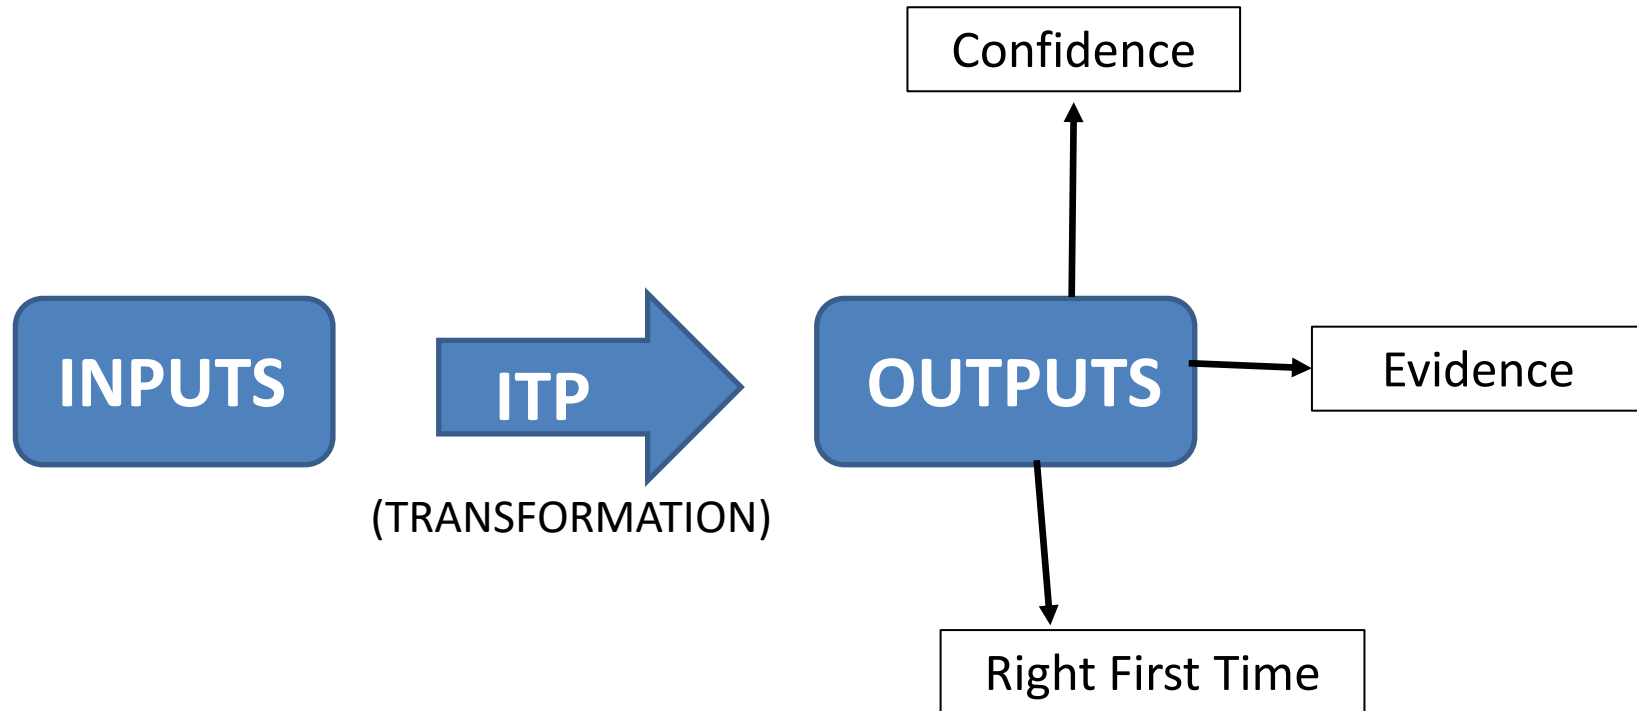 Confidence
INPUTS
ITP
OUTPUTS
Evidence
(TRANSFORMATION)
Right First Time